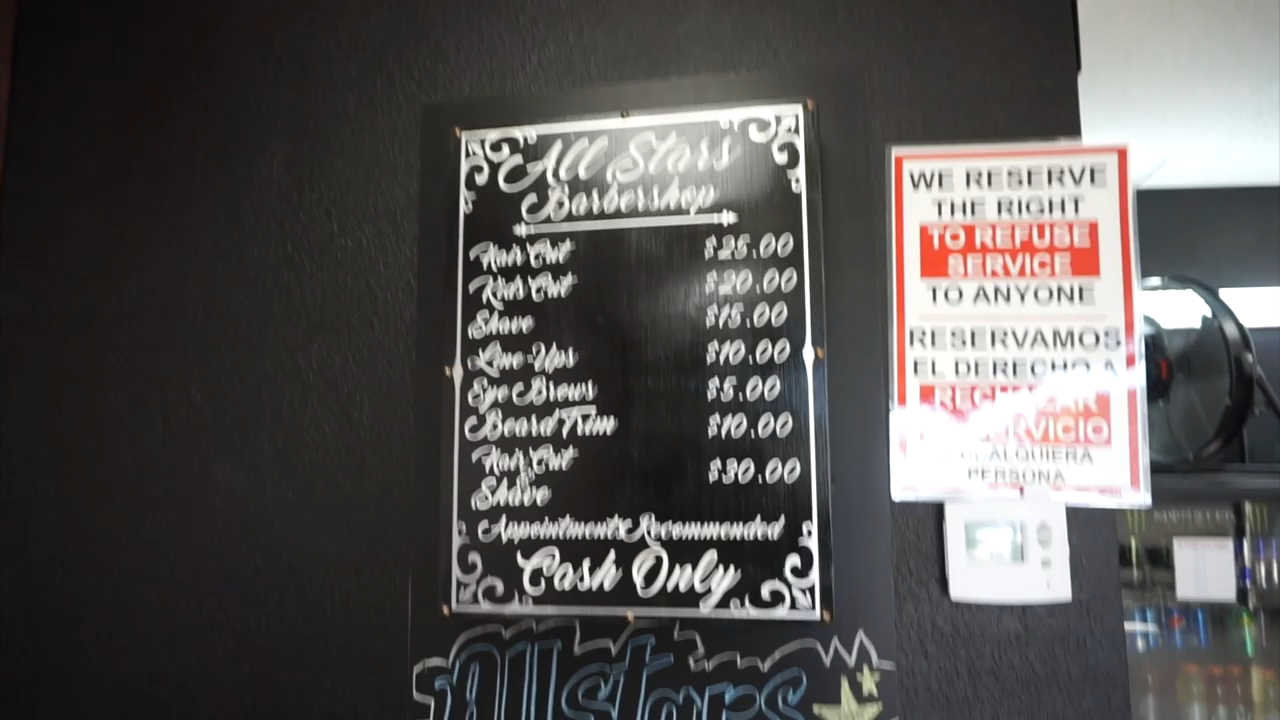 All Stars
Barbershop
Hair Cut $25.00
Kids Cut $20.00
Shave $15.00
Line-Ups $10.00
Eye Brows $5.00
Beard Trim $10.00
Hair Cut
&
Shave $30.00
Appointments Recommended
Cash Only
Allstars
WE RESERVE
THE RIGHT
TO REFUSE
SERVICE
TO ANYONE
RESERVAMOS
EL DERECHO A
PERSONA